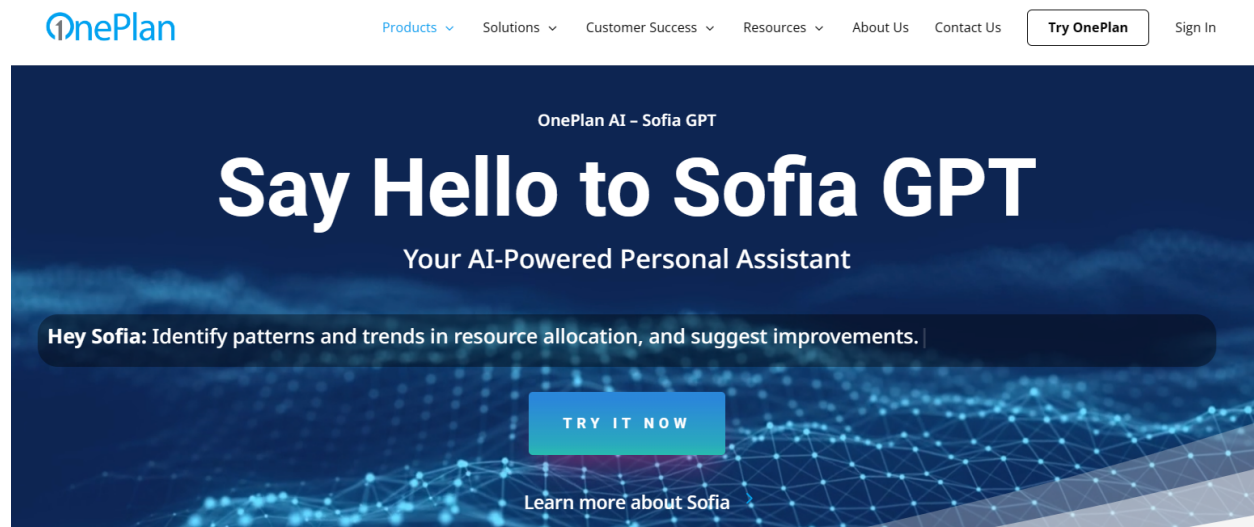 OnePlan
Products Solutions Customer Success Resources About Us Contact Us Try OnePlan Sign In
OnePlan AI – Sofia GPT
Say Hello to Sofia GPT
Your AI-Powered Personal Assistant
Hey Sofia: Identify patterns and trends in resource allocation, and suggest improvements.
TRY IT NOW
Learn more about Sofia